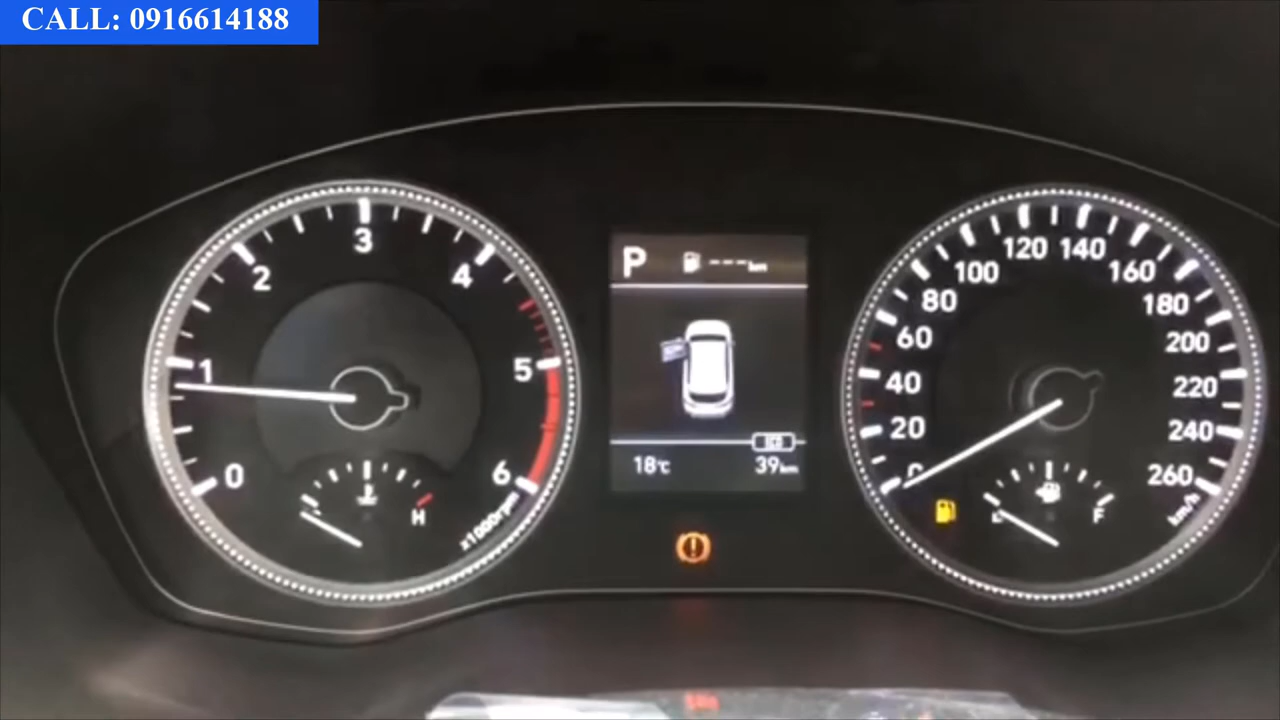 CALL: 0916614188
P ---km
0 1 2 3 4 5 6
x1000rpm
H
18°C 39km
0 20 40 60 80 100 120 140 160 180 200 220 240 260
km/h
E F